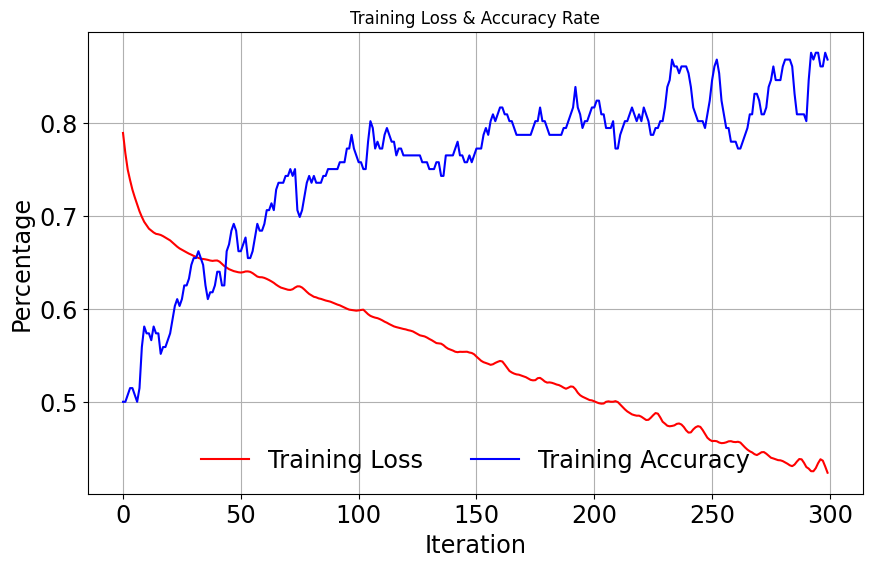 Training Loss & Accuracy Rate
0.8
0.7
0.6
0.5
Percentage
Training Loss
Training Accuracy
0
50
100
150
200
250
300
Iteration